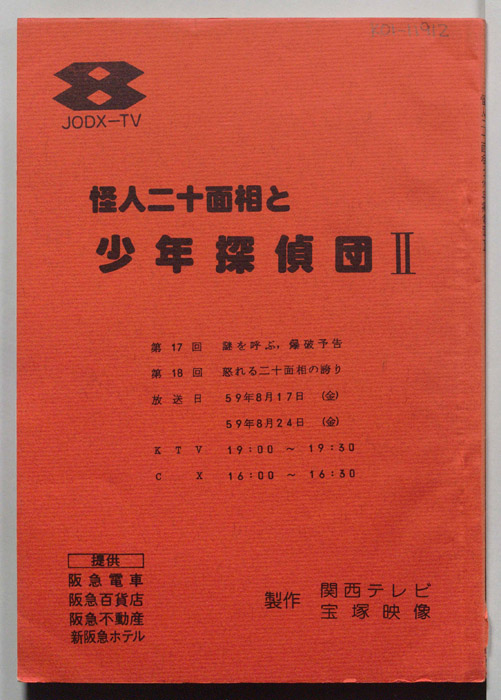 JODX-TV
怪人二十面相と
少年探偵団Ⅱ
第17回 謎を呼ぶ,爆破予告
第18回 怒れる二十面相の誇り
放送日 59年8月17日 (金)
59年8月24日 (金)
KTV 19:00 ~ 19:30
CX 16:00 ~ 16:30
提供
阪急電車
阪急百貨店
阪急不動産
新阪急ホテル
製作 関西テレビ
宝塚映像